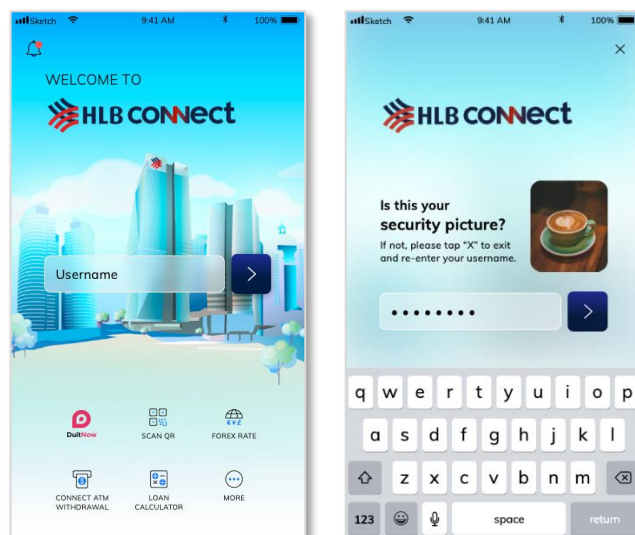 Sketch 9:41 AM 100%
WELCOME TO
HLB CONNect
Username
DuitNow
SCAN QR
FOREX RATE
CONNECT ATM
WITHDRAWAL
LOAN
CALCULATOR
MORE
Sketch 9:41 AM 100%
HLB CONNect
Is this your
security picture?
If not, please tap "X" to exit
and re-enter your username.
q w e r t y u i o p
a s d f g h j k l
z x c v b n m
123 space return